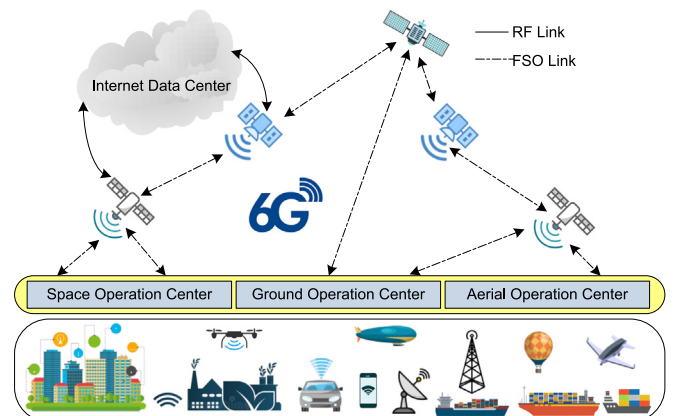 RF Link
FSO Link
Internet Data Center
6G
Space Operation Center
Ground Operation Center
Aerial Operation Center